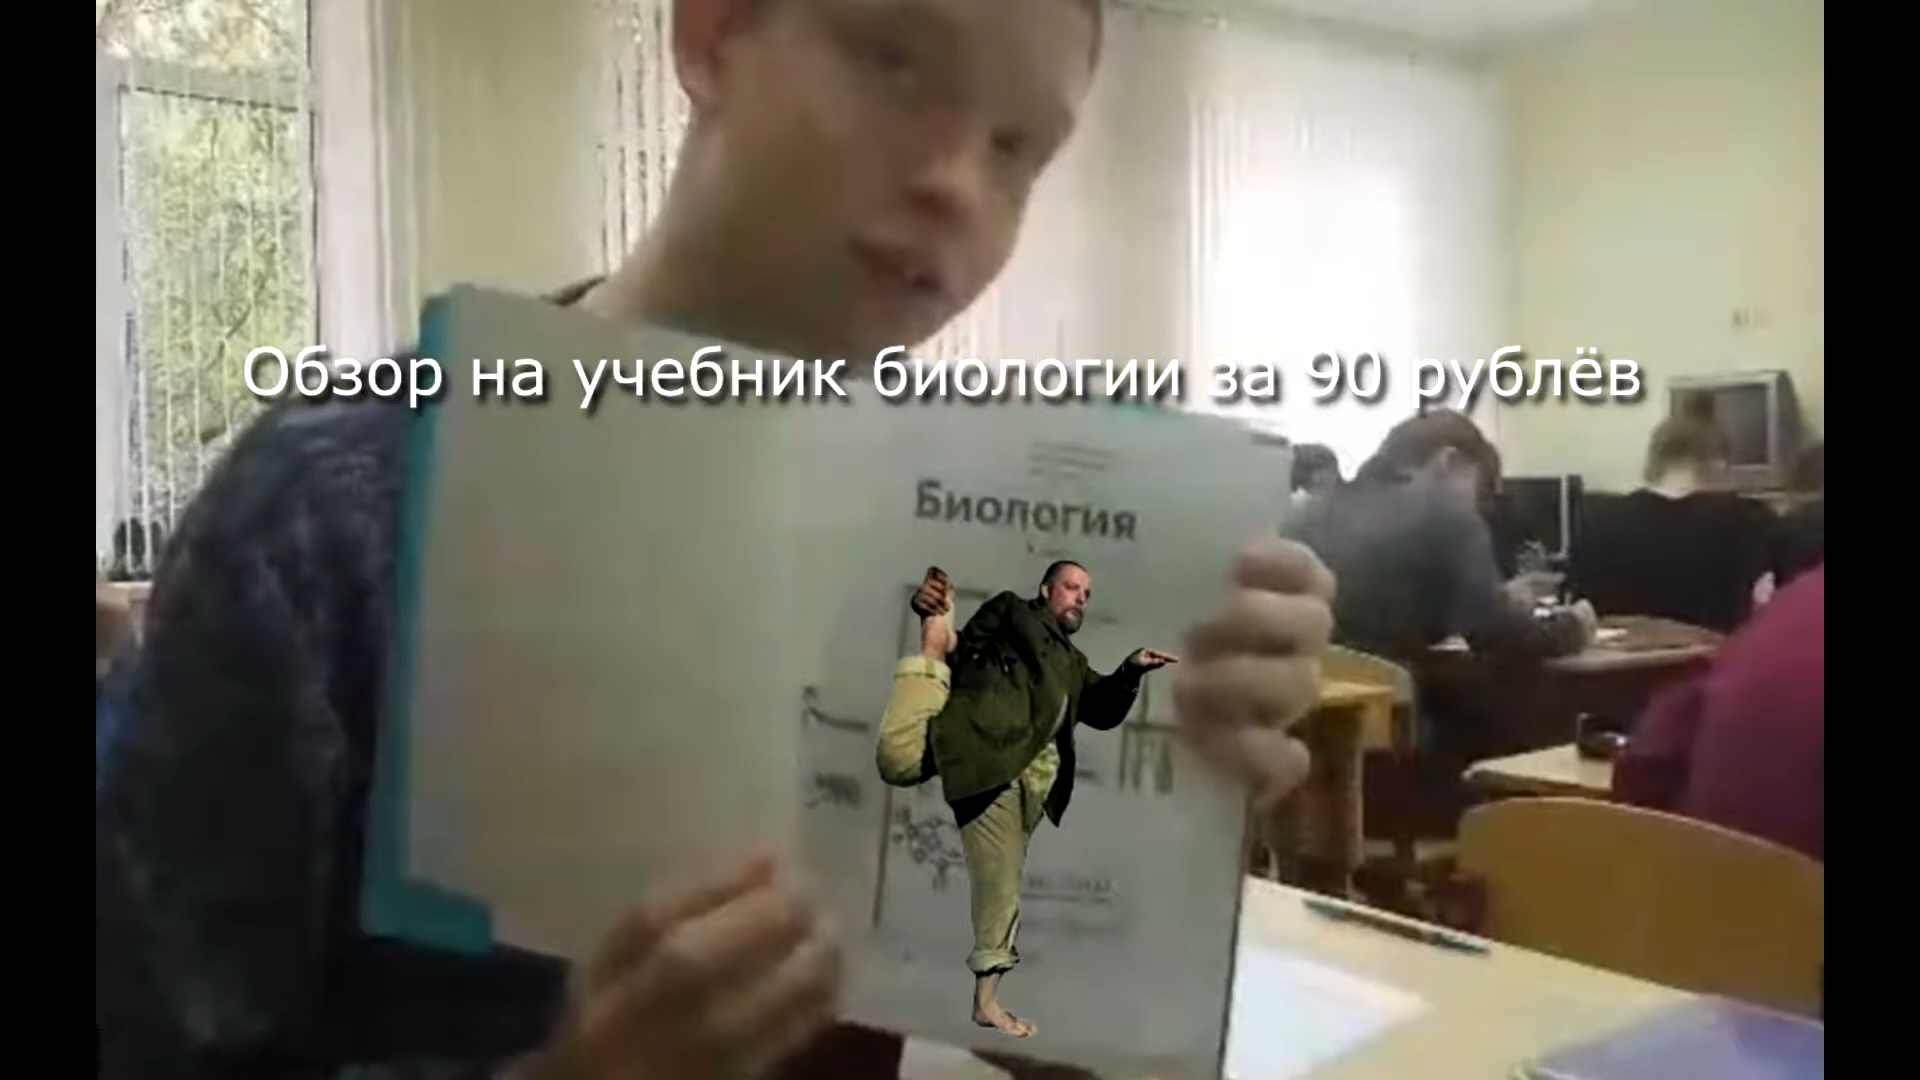 Обзор на учебник биологии за 90 рублёв
Биология